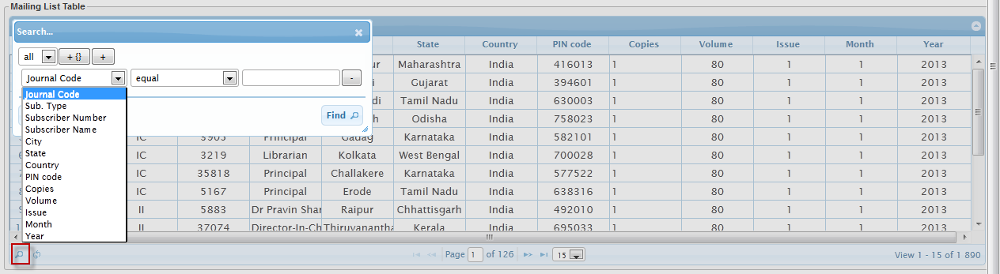 Mailing List Table
Search...
State Country PIN code Copies Volume Issue Month Year
all + {} +
Journal Code equal -
Journal Code
Sub. Type
Subscriber Number
Subscriber Name
City
State
Country
PIN code
Copies
Volume
Issue
Month
Year
Find
ur Maharashtra India 416013 1 80 1 1 2013
i Gujarat India 394601 1 80 1 1 2013
di Tamil Nadu India 630003 1 80 1 1 2013
h Odisha India 758023 1 80 1 1 2013
IC 5905 Principal Gadag Karnataka India 582101 1 80 1 1 2013
IC 3219 Librarian Kolkata West Bengal India 700028 1 80 1 1 2013
IC 35818 Principal Challakere Karnataka India 577522 1 80 1 1 2013
IC 5167 Principal Erode Tamil Nadu India 638316 1 80 1 1 2013
II 5883 Dr Pravin Shar Raipur Chhattisgarh India 492010 1 80 1 1 2013
II 37074 Director-In-Ch Thiruvanantha Kerala India 695033 1 80 1 1 2013
Page 1 of 126 15 View 1 - 15 of 1 890